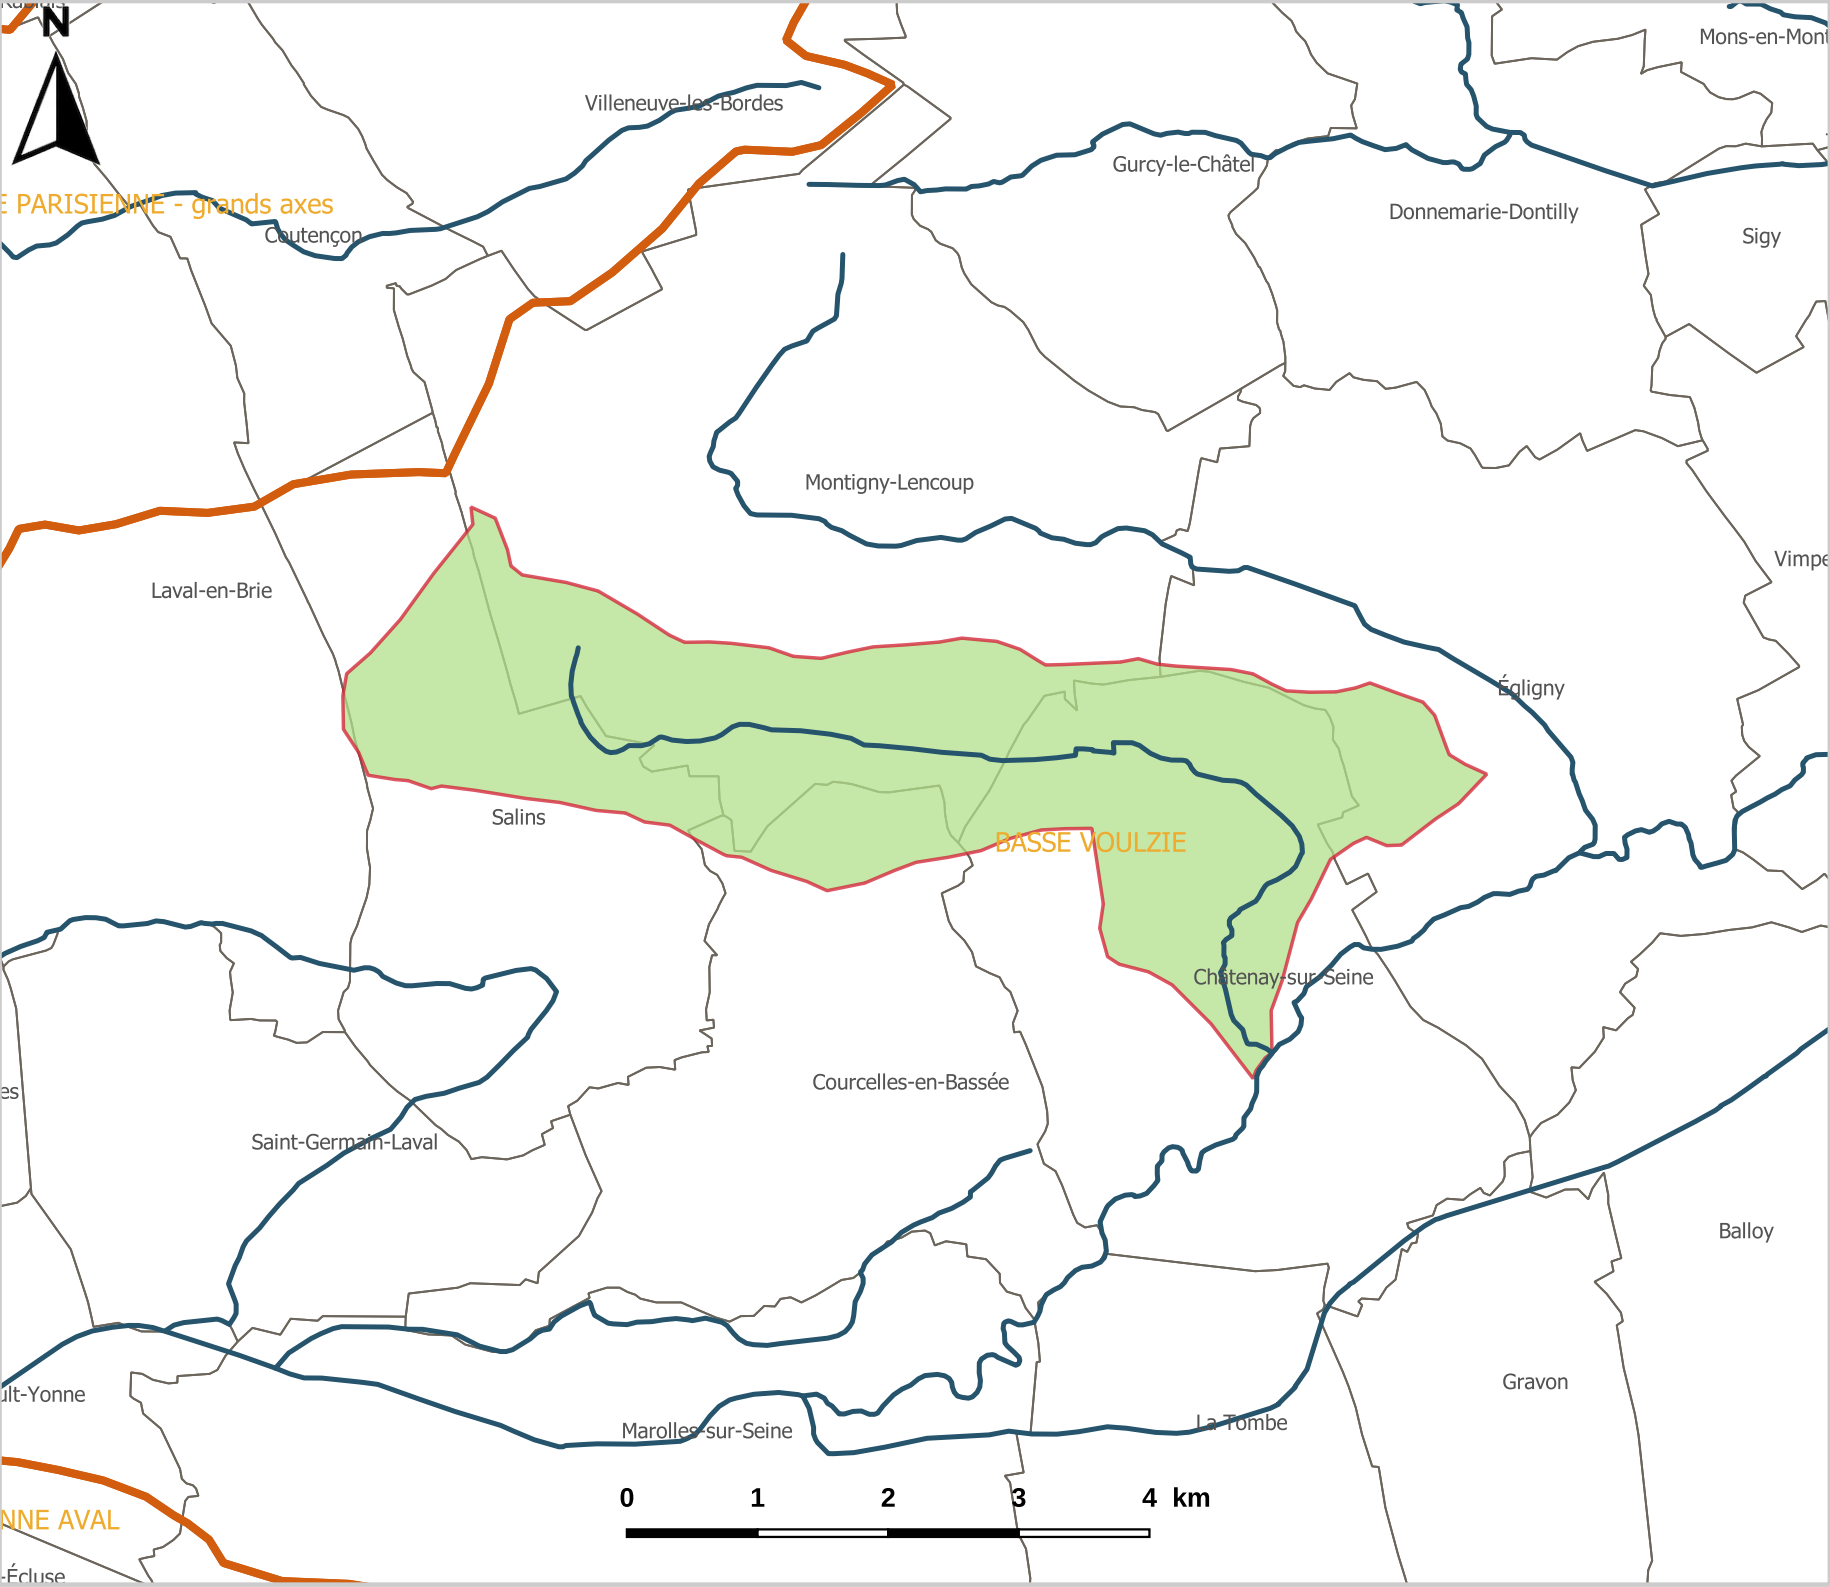 N
Mons-en-Mont
Villeneuve-les-Bordes
Gurcy-le-Châtel
E PARISIENNE - grands axes
Donnemarie-Dontilly
Coutençon
Sigy
Montigny-Lencoup
Vimpe
Laval-en-Brie
Égligny
Salins
BASSE VOULZIE
Châtenay-sur-Seine
Courcelles-en-Bassée
es
Saint-Germain-Laval
Balloy
Gravon
ult-Yonne
La Tombe
Marolles-sur-Seine
0 1 2 3 4 km
NNE AVAL
-Écluse